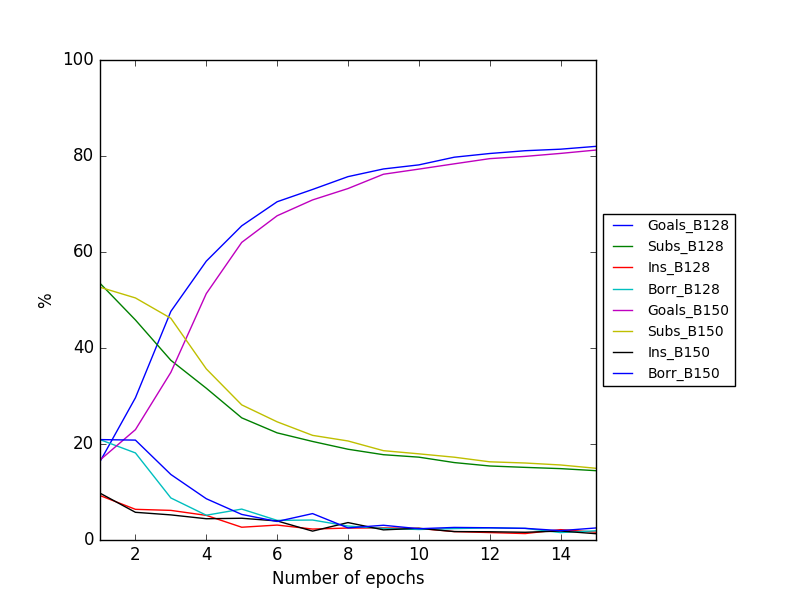 100
80
60
40
20
0
%
2 4 6 8 10 12 14
Number of epochs
Goals_B128
Subs_B128
Ins_B128
Borr_B128
Goals_B150
Subs_B150
Ins_B150
Borr_B150